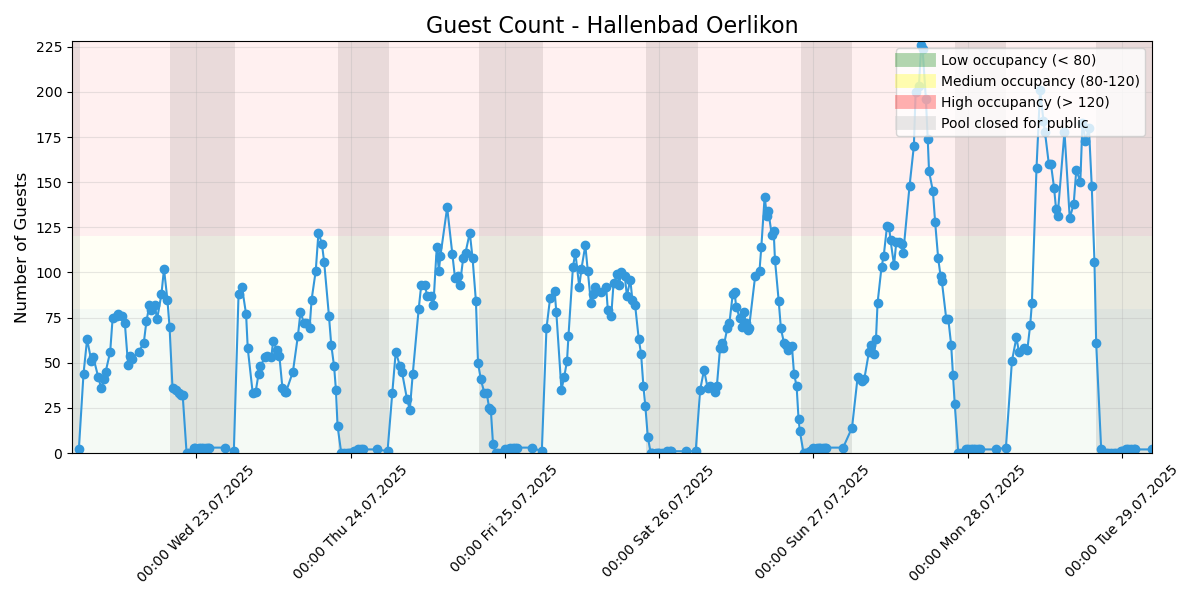 Guest Count - Hallenbad Oerlikon
Number of Guests
225
200
175
150
125
100
75
50
25
0
Low occupancy (< 80)
Medium occupancy (80-120)
High occupancy (> 120)
Pool closed for public
00:00 Wed 23.07.2025
00:00 Thu 24.07.2025
00:00 Fri 25.07.2025
00:00 Sat 26.07.2025
00:00 Sun 27.07.2025
00:00 Mon 28.07.2025
00:00 Tue 29.07.2025